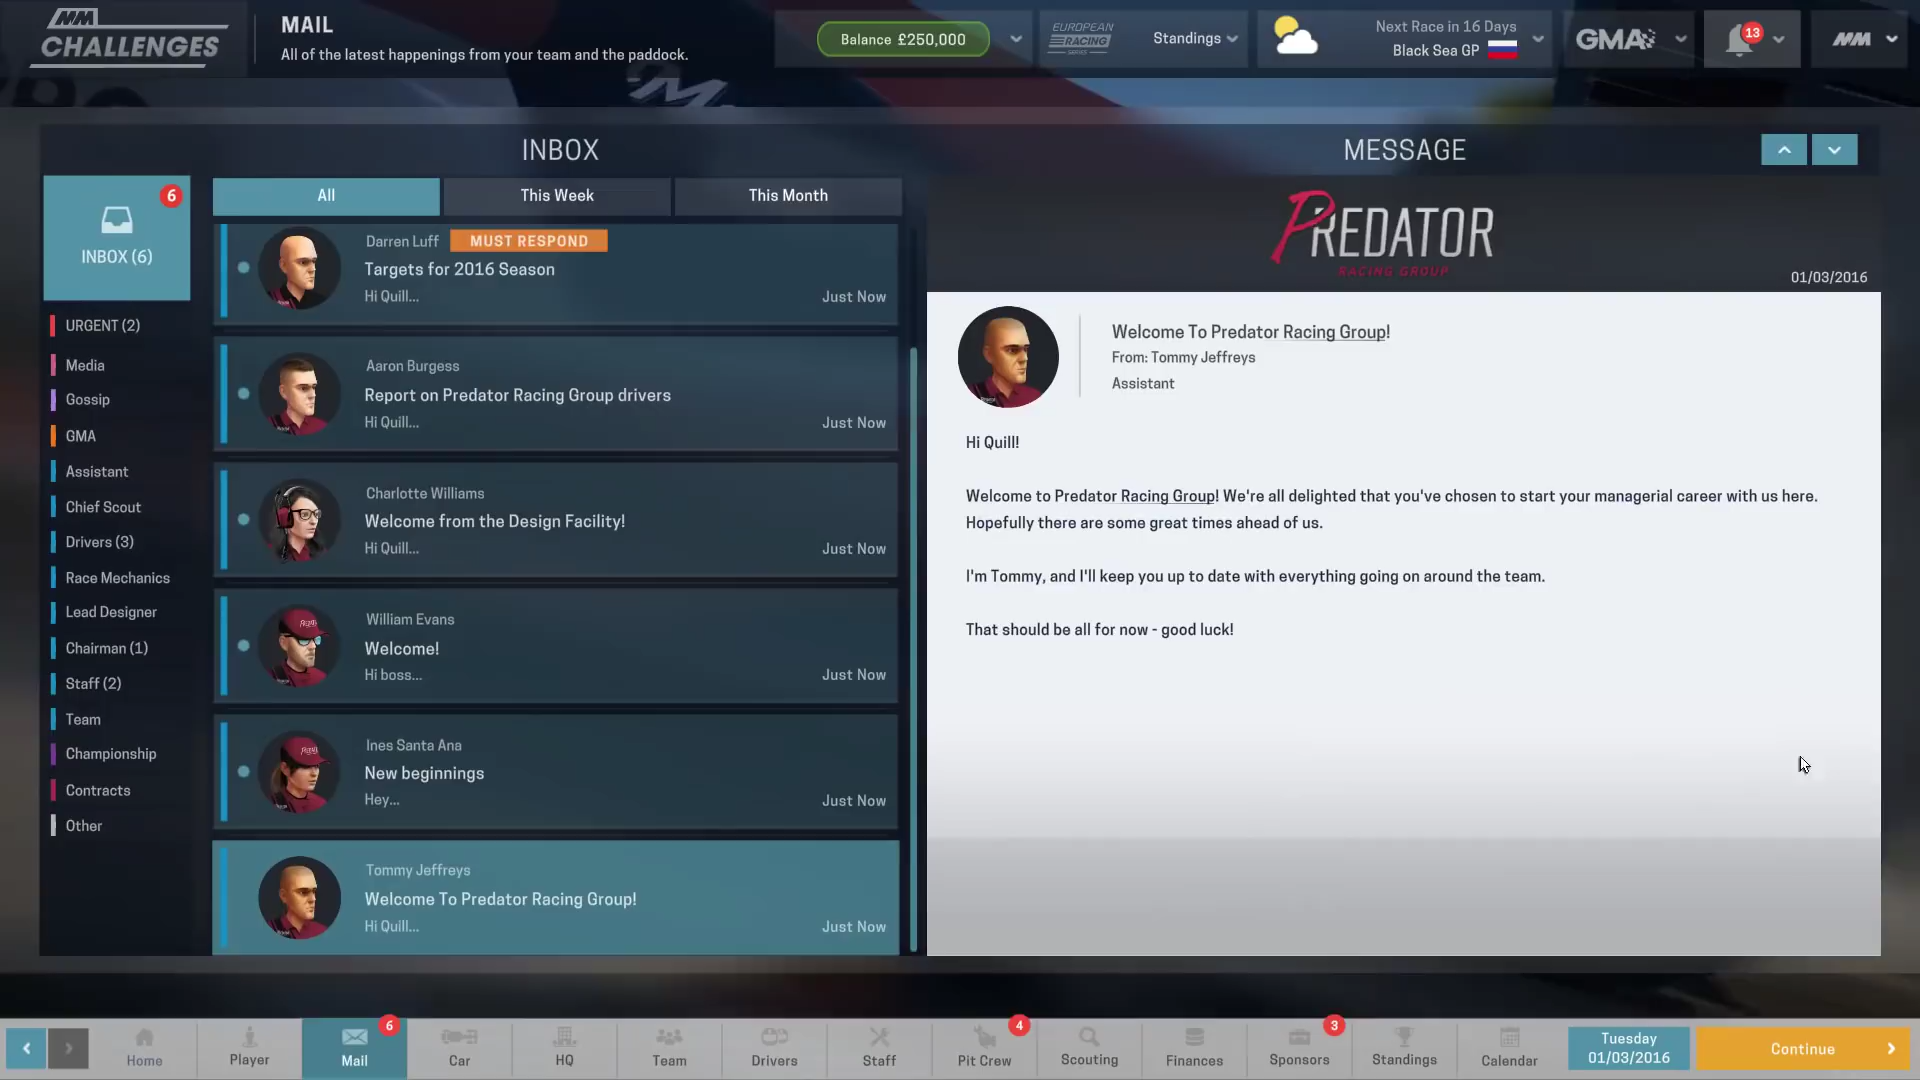 MM
CHALLENGES
MAIL
All of the latest happenings from your team and the paddock.
Balance £250,000
EUROPEAN
RACING
SERIES
Standings
Next Race in 16 Days
Black Sea GP
GMA
13
MM
INBOX
MESSAGE
6
INBOX (6)
URGENT (2)
Media
Gossip
GMA
Assistant
Chief Scout
Drivers (3)
Race Mechanics
Lead Designer
Chairman (1)
Staff (2)
Team
Championship
Contracts
Other
All
This Week
This Month
Darren Luff
MUST RESPOND
Targets for 2016 Season
Hi Quill...
Just Now
Aaron Burgess
Report on Predator Racing Group drivers
Hi Quill...
Just Now
Charlotte Williams
Welcome from the Design Facility!
Hi Quill...
Just Now
William Evans
Welcome!
Hi boss...
Just Now
Ines Santa Ana
New beginnings
Hey...
Just Now
Tommy Jeffreys
Welcome To Predator Racing Group!
Hi Quill...
Just Now
PREDATOR
RACING GROUP
01/03/2016
Welcome To Predator Racing Group!
From: Tommy Jeffreys
Assistant
Hi Quill!
Welcome to Predator Racing Group! We're all delighted that you've chosen to start your managerial career with us here.
Hopefully there are some great times ahead of us.
I'm Tommy, and I'll keep you up to date with everything going on around the team.
That should be all for now - good luck!
Home
Player
Mail
6
Car
HQ
Team
Drivers
Staff
Pit Crew
4
Scouting
Finances
Sponsors
3
Standings
Calendar
Tuesday
01/03/2016
Continue